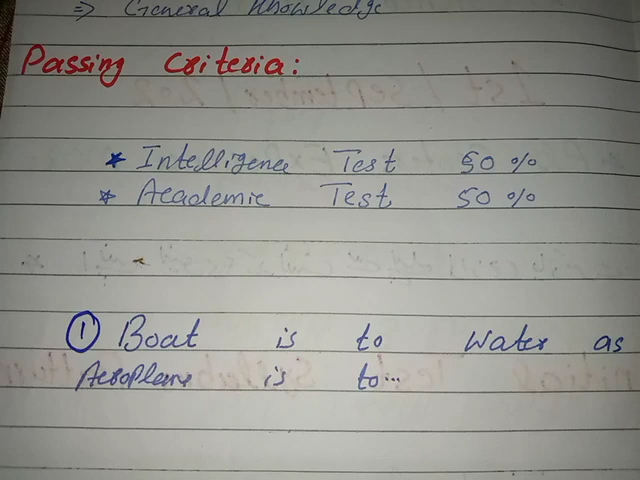 ⇒ General Knowledge
Passing Criteria:
* Intelligence Test 50 %
* Academic Test 50 %
① Boat is to Water as
Aeroplane is to...